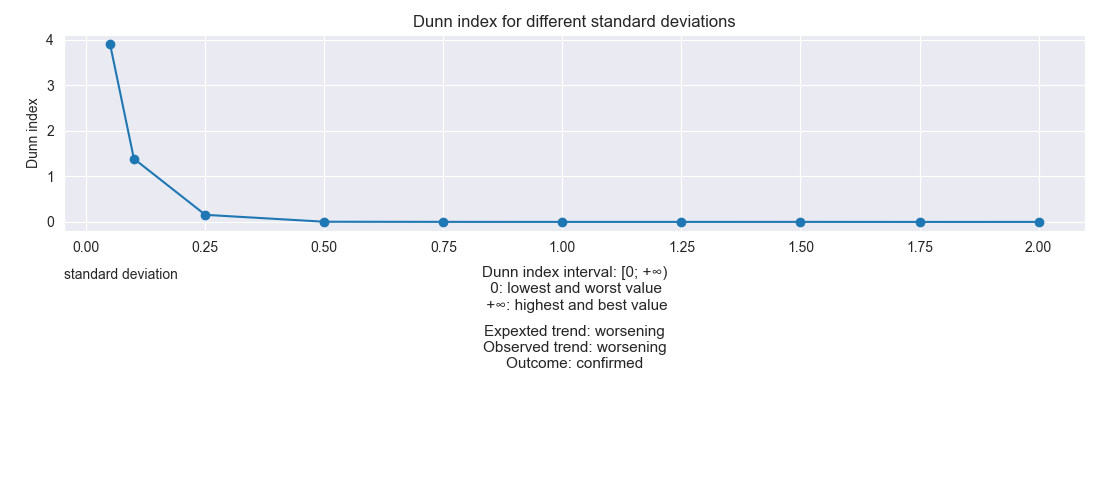 Dunn index for different standard deviations
4
3
2
1
0
Dunn index
0.00 0.25 0.50 0.75 1.00 1.25 1.50 1.75 2.00
standard deviation
Dunn index interval: [0; +∞)
0: lowest and worst value
+∞: highest and best value
Expexted trend: worsening
Observed trend: worsening
Outcome: confirmed